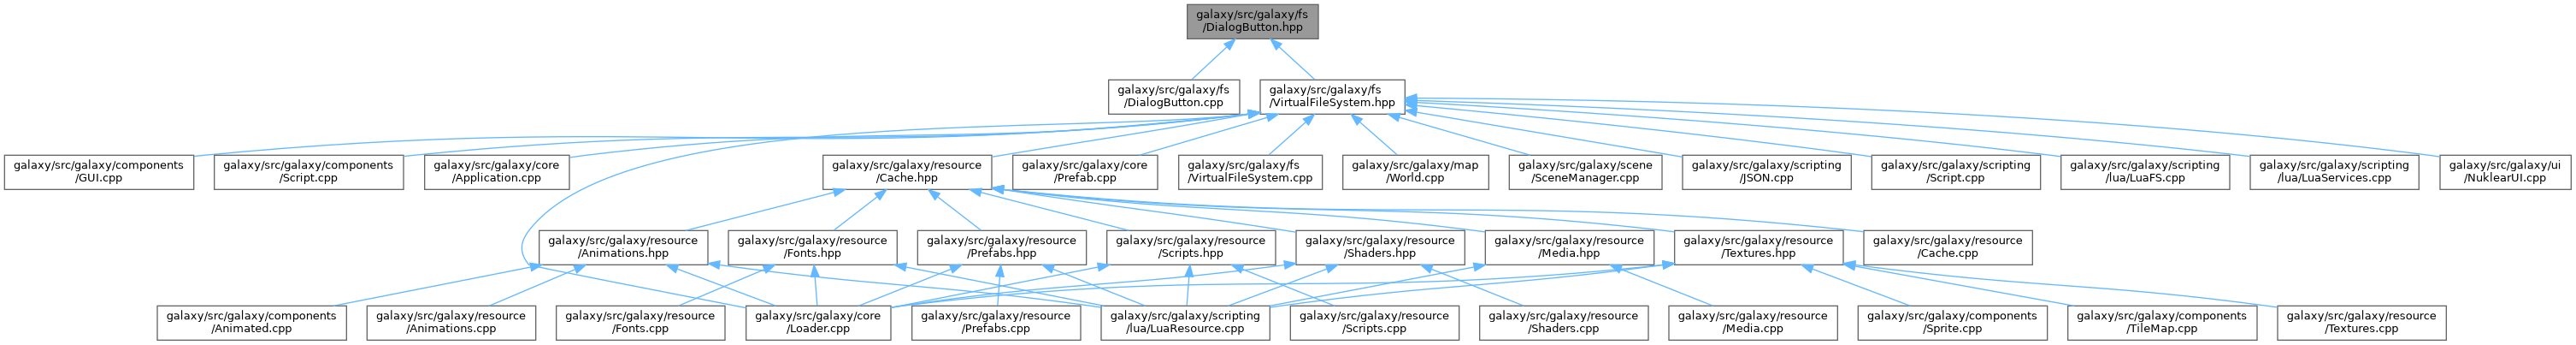 galaxy/src/galaxy/fs
/DialogButton.hpp
galaxy/src/galaxy/fs
/DialogButton.cpp
galaxy/src/galaxy/fs
/VirtualFileSystem.hpp
galaxy/src/galaxy/components
/GUI.cpp
galaxy/src/galaxy/components
/Script.cpp
galaxy/src/galaxy/core
/Application.cpp
galaxy/src/galaxy/resource
/Cache.hpp
galaxy/src/galaxy/core
/Prefab.cpp
galaxy/src/galaxy/fs
/VirtualFileSystem.cpp
galaxy/src/galaxy/map
/World.cpp
galaxy/src/galaxy/scene
/SceneManager.cpp
galaxy/src/galaxy/scripting
/JSON.cpp
galaxy/src/galaxy/scripting
/Script.cpp
galaxy/src/galaxy/scripting
/lua/LuaFS.cpp
galaxy/src/galaxy/scripting
/lua/LuaServices.cpp
galaxy/src/galaxy/ui
/NuklearUI.cpp
galaxy/src/galaxy/resource
/Animations.hpp
galaxy/src/galaxy/resource
/Fonts.hpp
galaxy/src/galaxy/resource
/Prefabs.hpp
galaxy/src/galaxy/resource
/Scripts.hpp
galaxy/src/galaxy/resource
/Shaders.hpp
galaxy/src/galaxy/resource
/Media.hpp
galaxy/src/galaxy/resource
/Textures.hpp
galaxy/src/galaxy/resource
/Cache.cpp
galaxy/src/galaxy/components
/Animated.cpp
galaxy/src/galaxy/resource
/Animations.cpp
galaxy/src/galaxy/resource
/Fonts.cpp
galaxy/src/galaxy/core
/Loader.cpp
galaxy/src/galaxy/resource
/Prefabs.cpp
galaxy/src/galaxy/scripting
/lua/LuaResource.cpp
galaxy/src/galaxy/resource
/Scripts.cpp
galaxy/src/galaxy/resource
/Shaders.cpp
galaxy/src/galaxy/resource
/Media.cpp
galaxy/src/galaxy/components
/Sprite.cpp
galaxy/src/galaxy/components
/TileMap.cpp
galaxy/src/galaxy/resource
/Textures.cpp